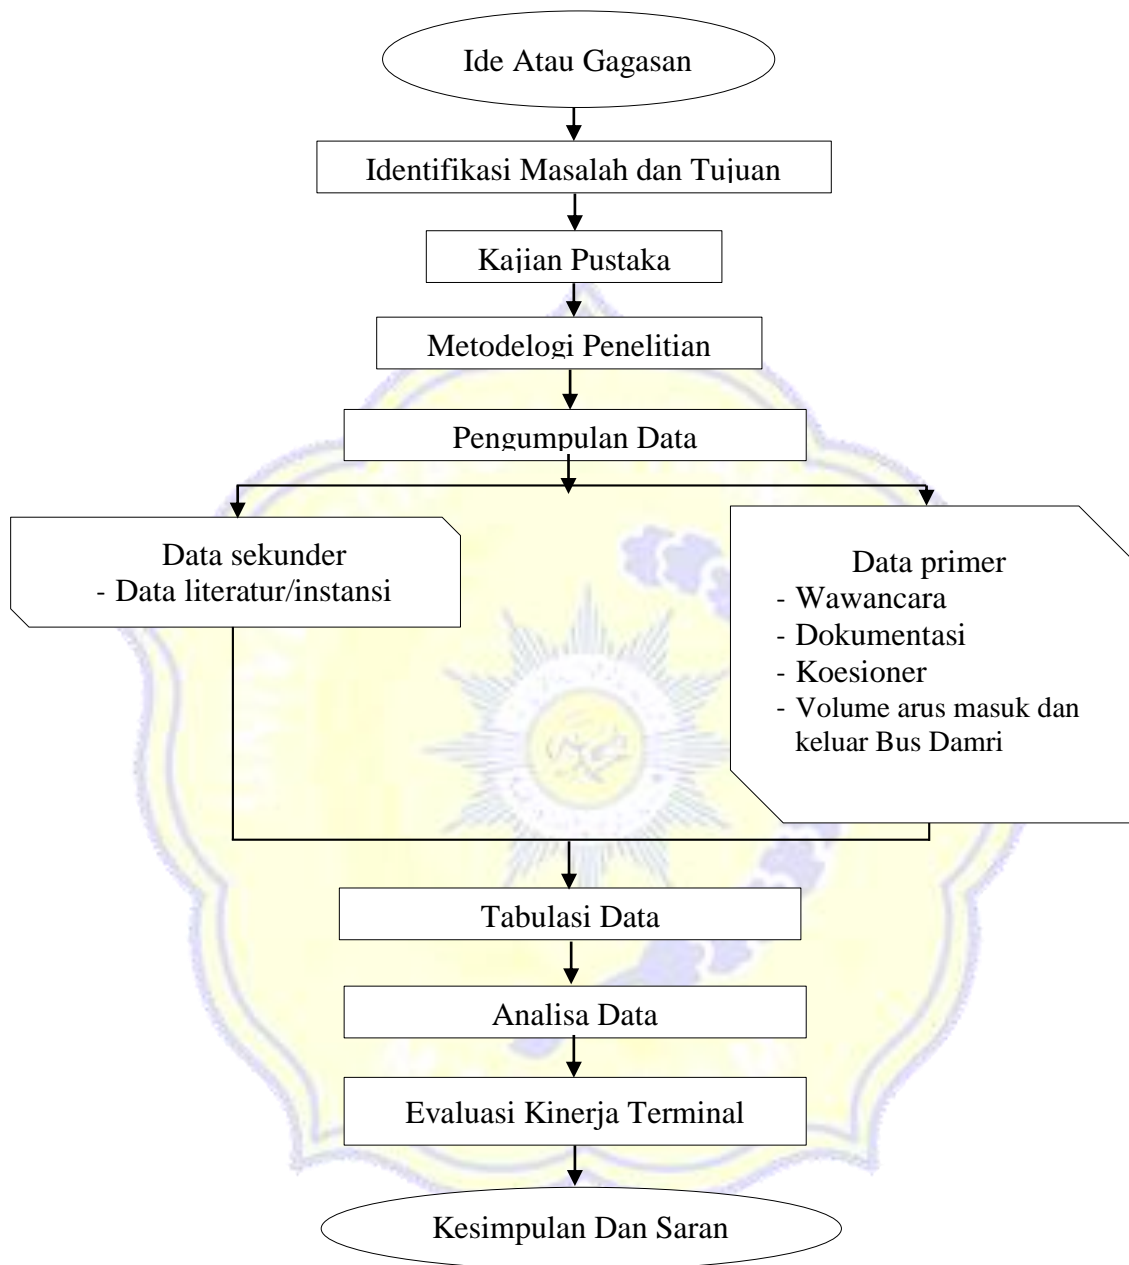 Ide Atau Gagasan
Identifikasi Masalah dan Tujuan
Kajian Pustaka
Metodelogi Penelitian
Pengumpulan Data
Data sekunder
- Data literatur/instansi
Data primer
- Wawancara
- Dokumentasi
- Koesioner
- Volume arus masuk dan
keluar Bus Damri
Tabulasi Data
Analisa Data
Evaluasi Kinerja Terminal
Kesimpulan Dan Saran